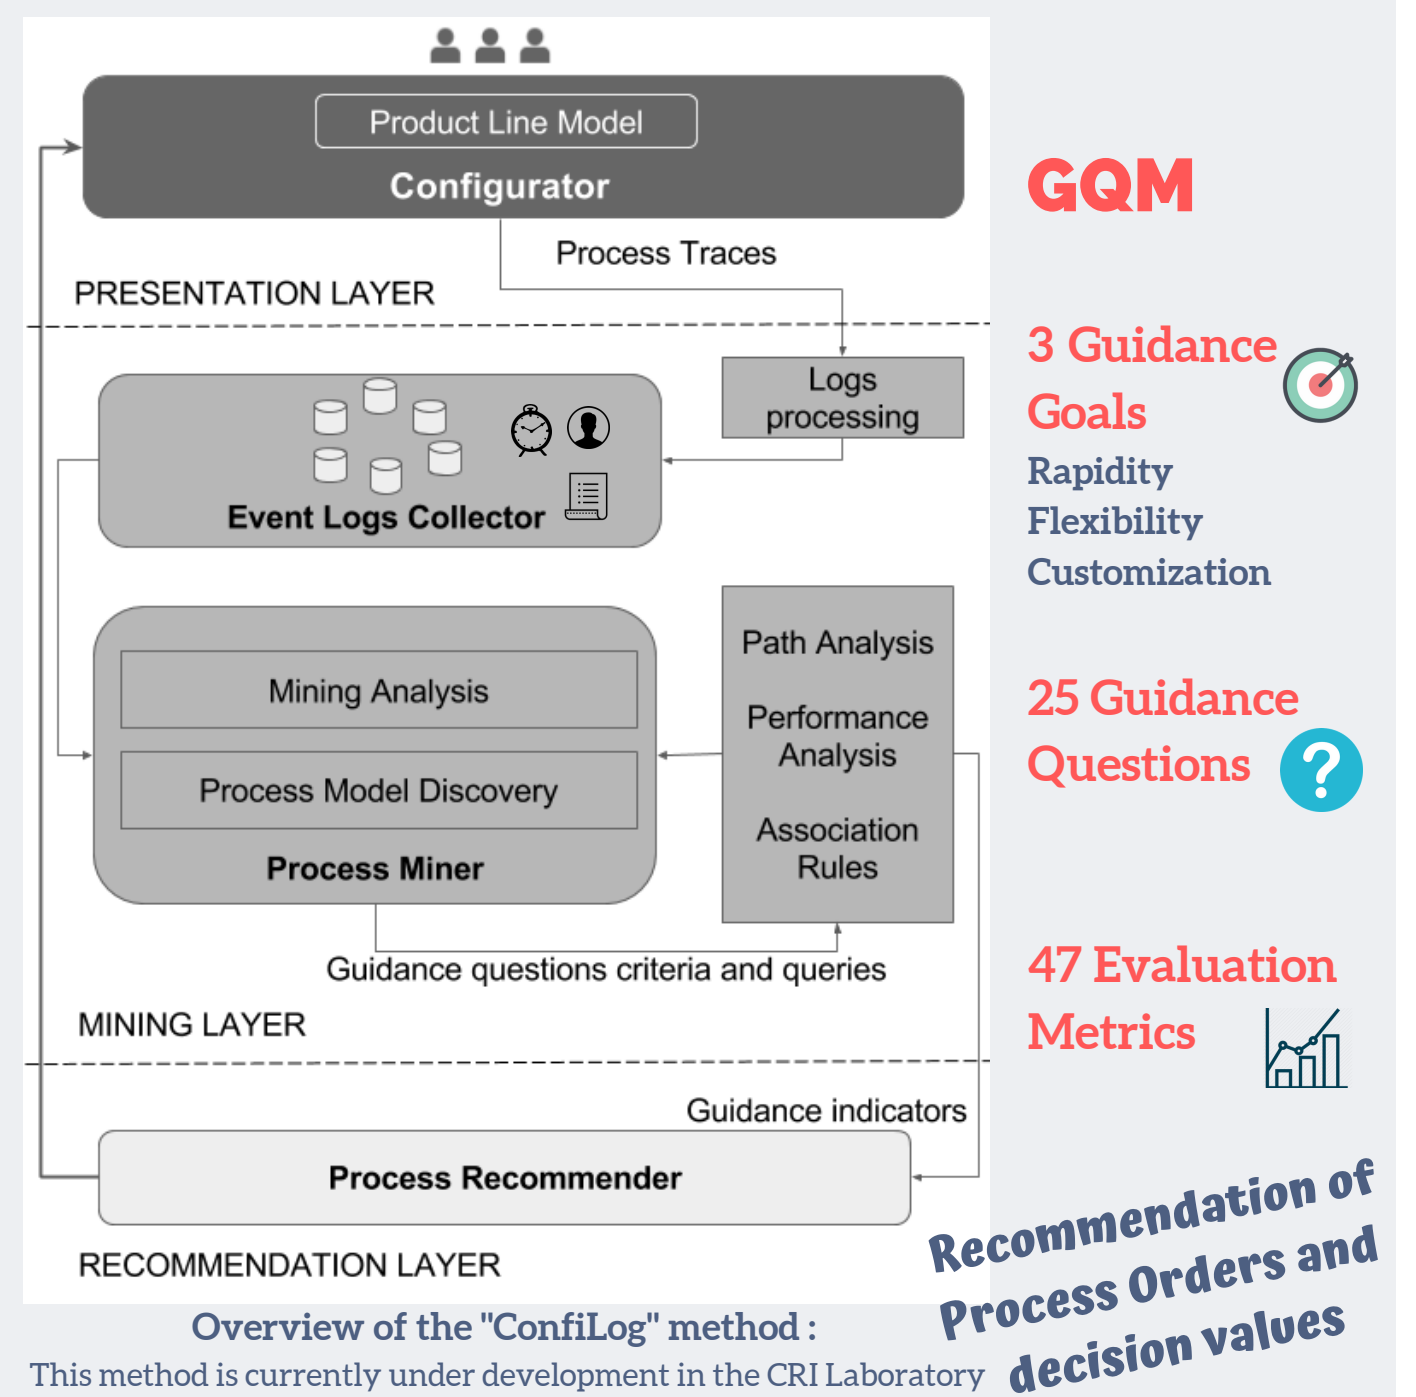 Product Line Model
Configurator
Process Traces
PRESENTATION LAYER
Logs
processing
Event Logs Collector
Mining Analysis
Process Model Discovery
Process Miner
Path Analysis
Performance
Analysis
Association
Rules
Guidance questions criteria and queries
MINING LAYER
Guidance indicators
Process Recommender
RECOMMENDATION LAYER
GQM
3 Guidance
Goals
Rapidity
Flexibility
Customization
25 Guidance
Questions
?
47 Evaluation
Metrics
Recommendation of
Process Orders and
decision values
Overview of the "ConfiLog" method :
This method is currently under development in the CRI Laboratory